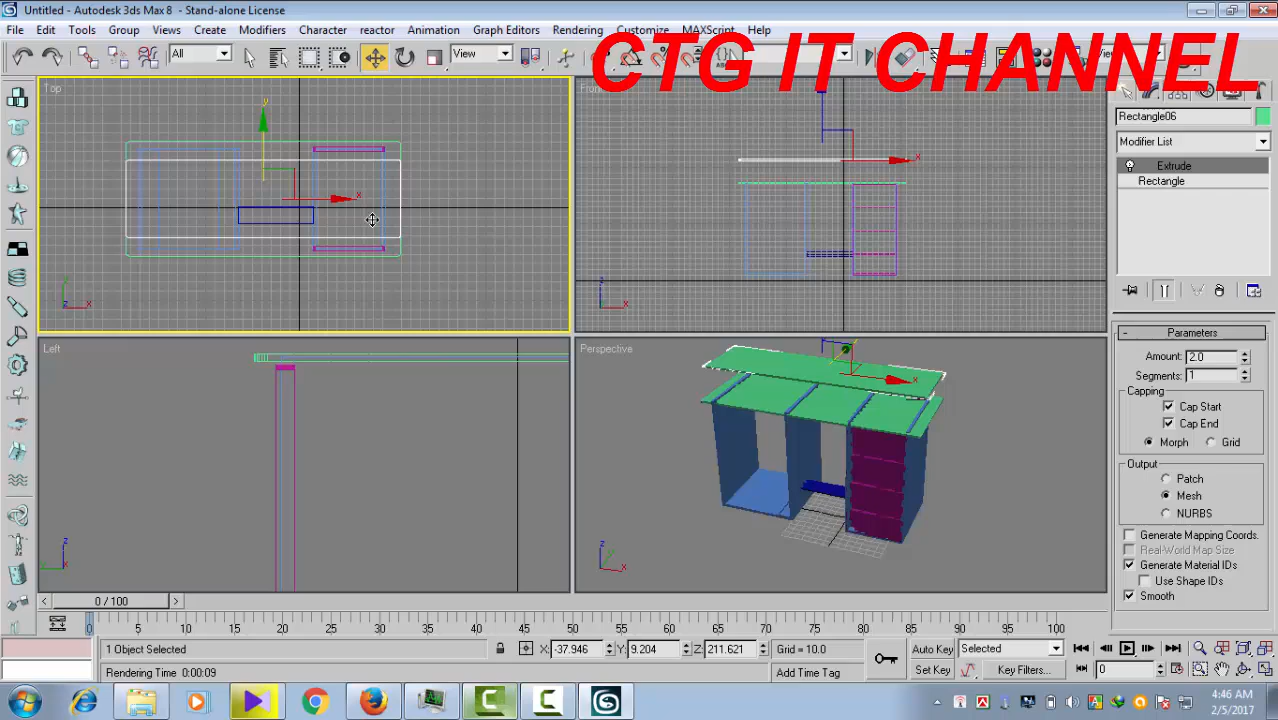 Untitled - Autodesk 3ds Max 8 - Stand-alone License
File Edit Tools Group Views Create Modifiers Character reactor Animation Graph Editors Rendering Customize MAXScript Help
CTG IT CHANNEL
All
View
Top
Front
Left
Perspective
Rectangle06
Modifier List
Extrude
Rectangle
- Parameters
Amount: 2.0
Segments: 1
Capping
Cap Start
Cap End
Morph Grid
Output
Patch
Mesh
NURBS
Generate Mapping Coords.
Real-World Map Size
Generate Material IDs
Use Shape IDs
Smooth
0 / 100
0 5 10 15 20 25 30 35 40 45 50 55 60 65 70 75 80 85 90 95 100
1 Object Selected X: -37.946 Y: 9.204 Z: 211.621 Grid = 10.0 Auto Key Selected
Rendering Time 0:00:09 Add Time Tag Set Key Key Filters... 0
4:46 AM
2/5/2017